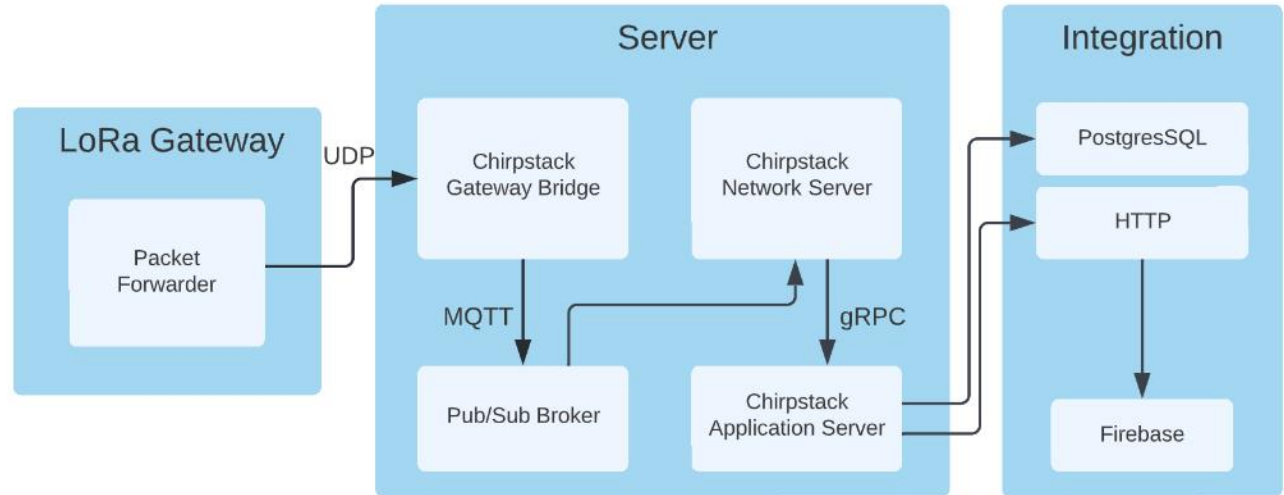 LoRa Gateway
Packet
Forwarder
UDP
Server
Chirpstack
Gateway Bridge
MQTT
Pub/Sub Broker
Chirpstack
Network Server
gRPC
Chirpstack
Application Server
Integration
PostgresSQL
HTTP
Firebase